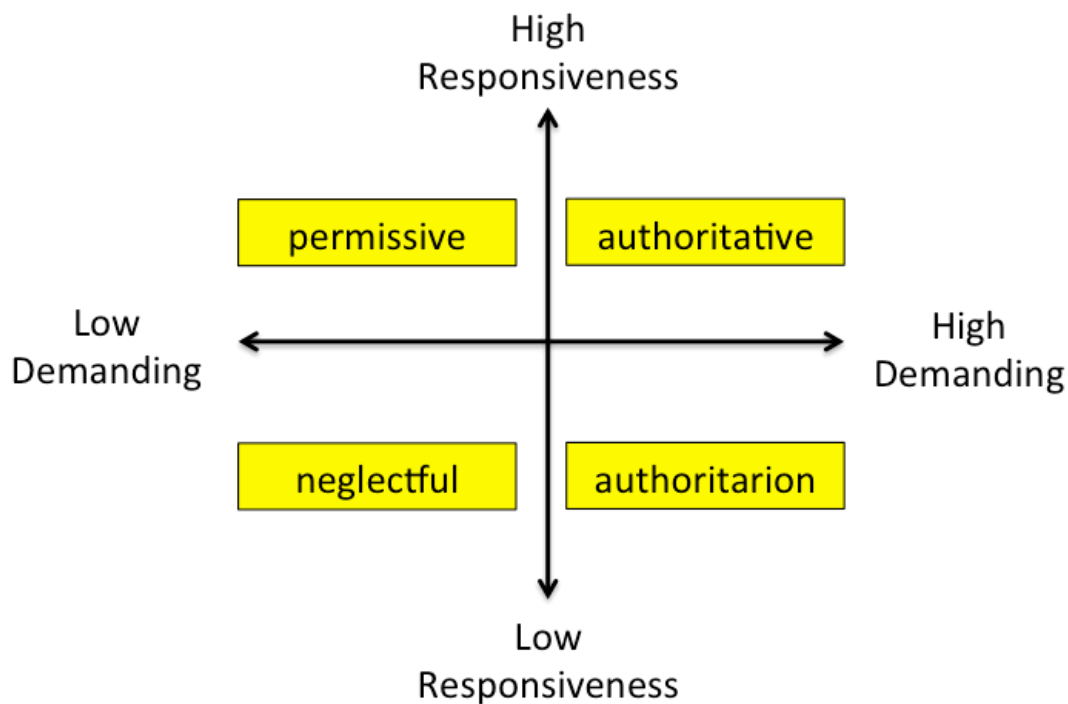 High
Responsiveness
permissive
authoritative
Low
Demanding
High
Demanding
neglectful
authoritarion
Low
Responsiveness